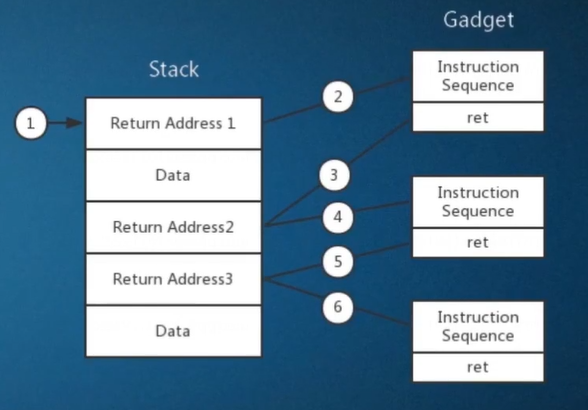 Gadget
Stack
1
Return Address 1
Data
Return Address2
Return Address3
Data
2
3
4
5
6
Instruction
Sequence
ret
Instruction
Sequence
ret
Instruction
Sequence
ret